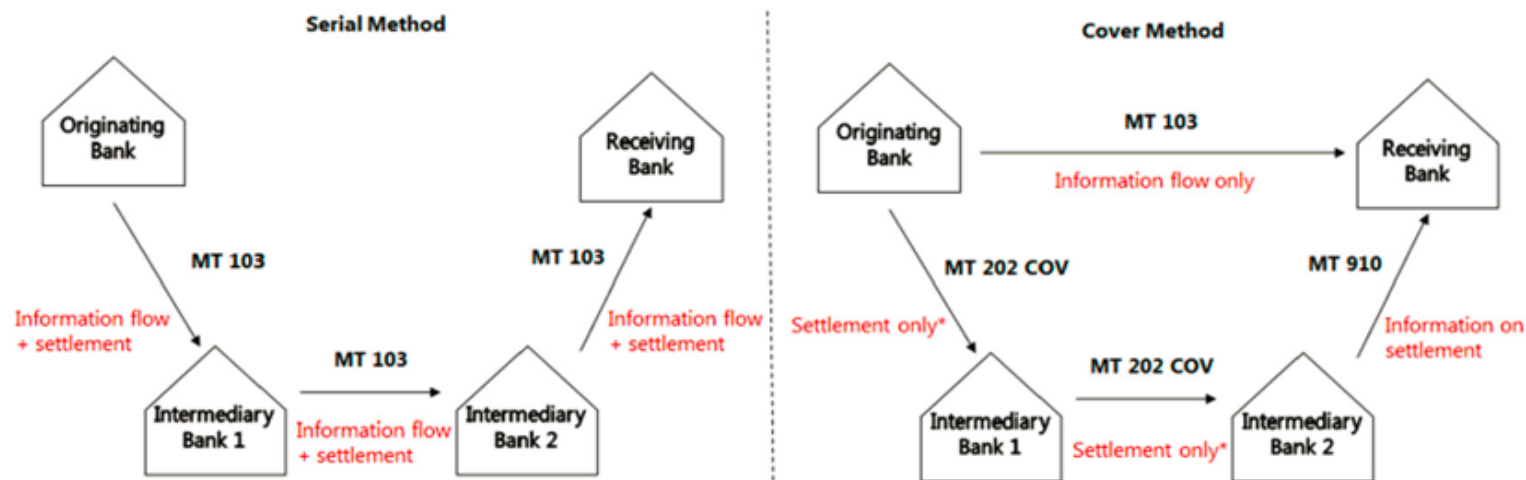 Serial Method
Originating
Bank
Receiving
Bank
MT 103
MT 103
Information flow
+ settlement
Information flow
+ settlement
MT 103
Intermediary
Bank 1
Information flow
+ settlement
Intermediary
Bank 2
Cover Method
Originating
Bank
MT 103
Information flow only
Receiving
Bank
MT 202 COV
MT 910
Settlement only*
Information on
settlement
MT 202 COV
Intermediary
Bank 1
Settlement only*
Intermediary
Bank 2